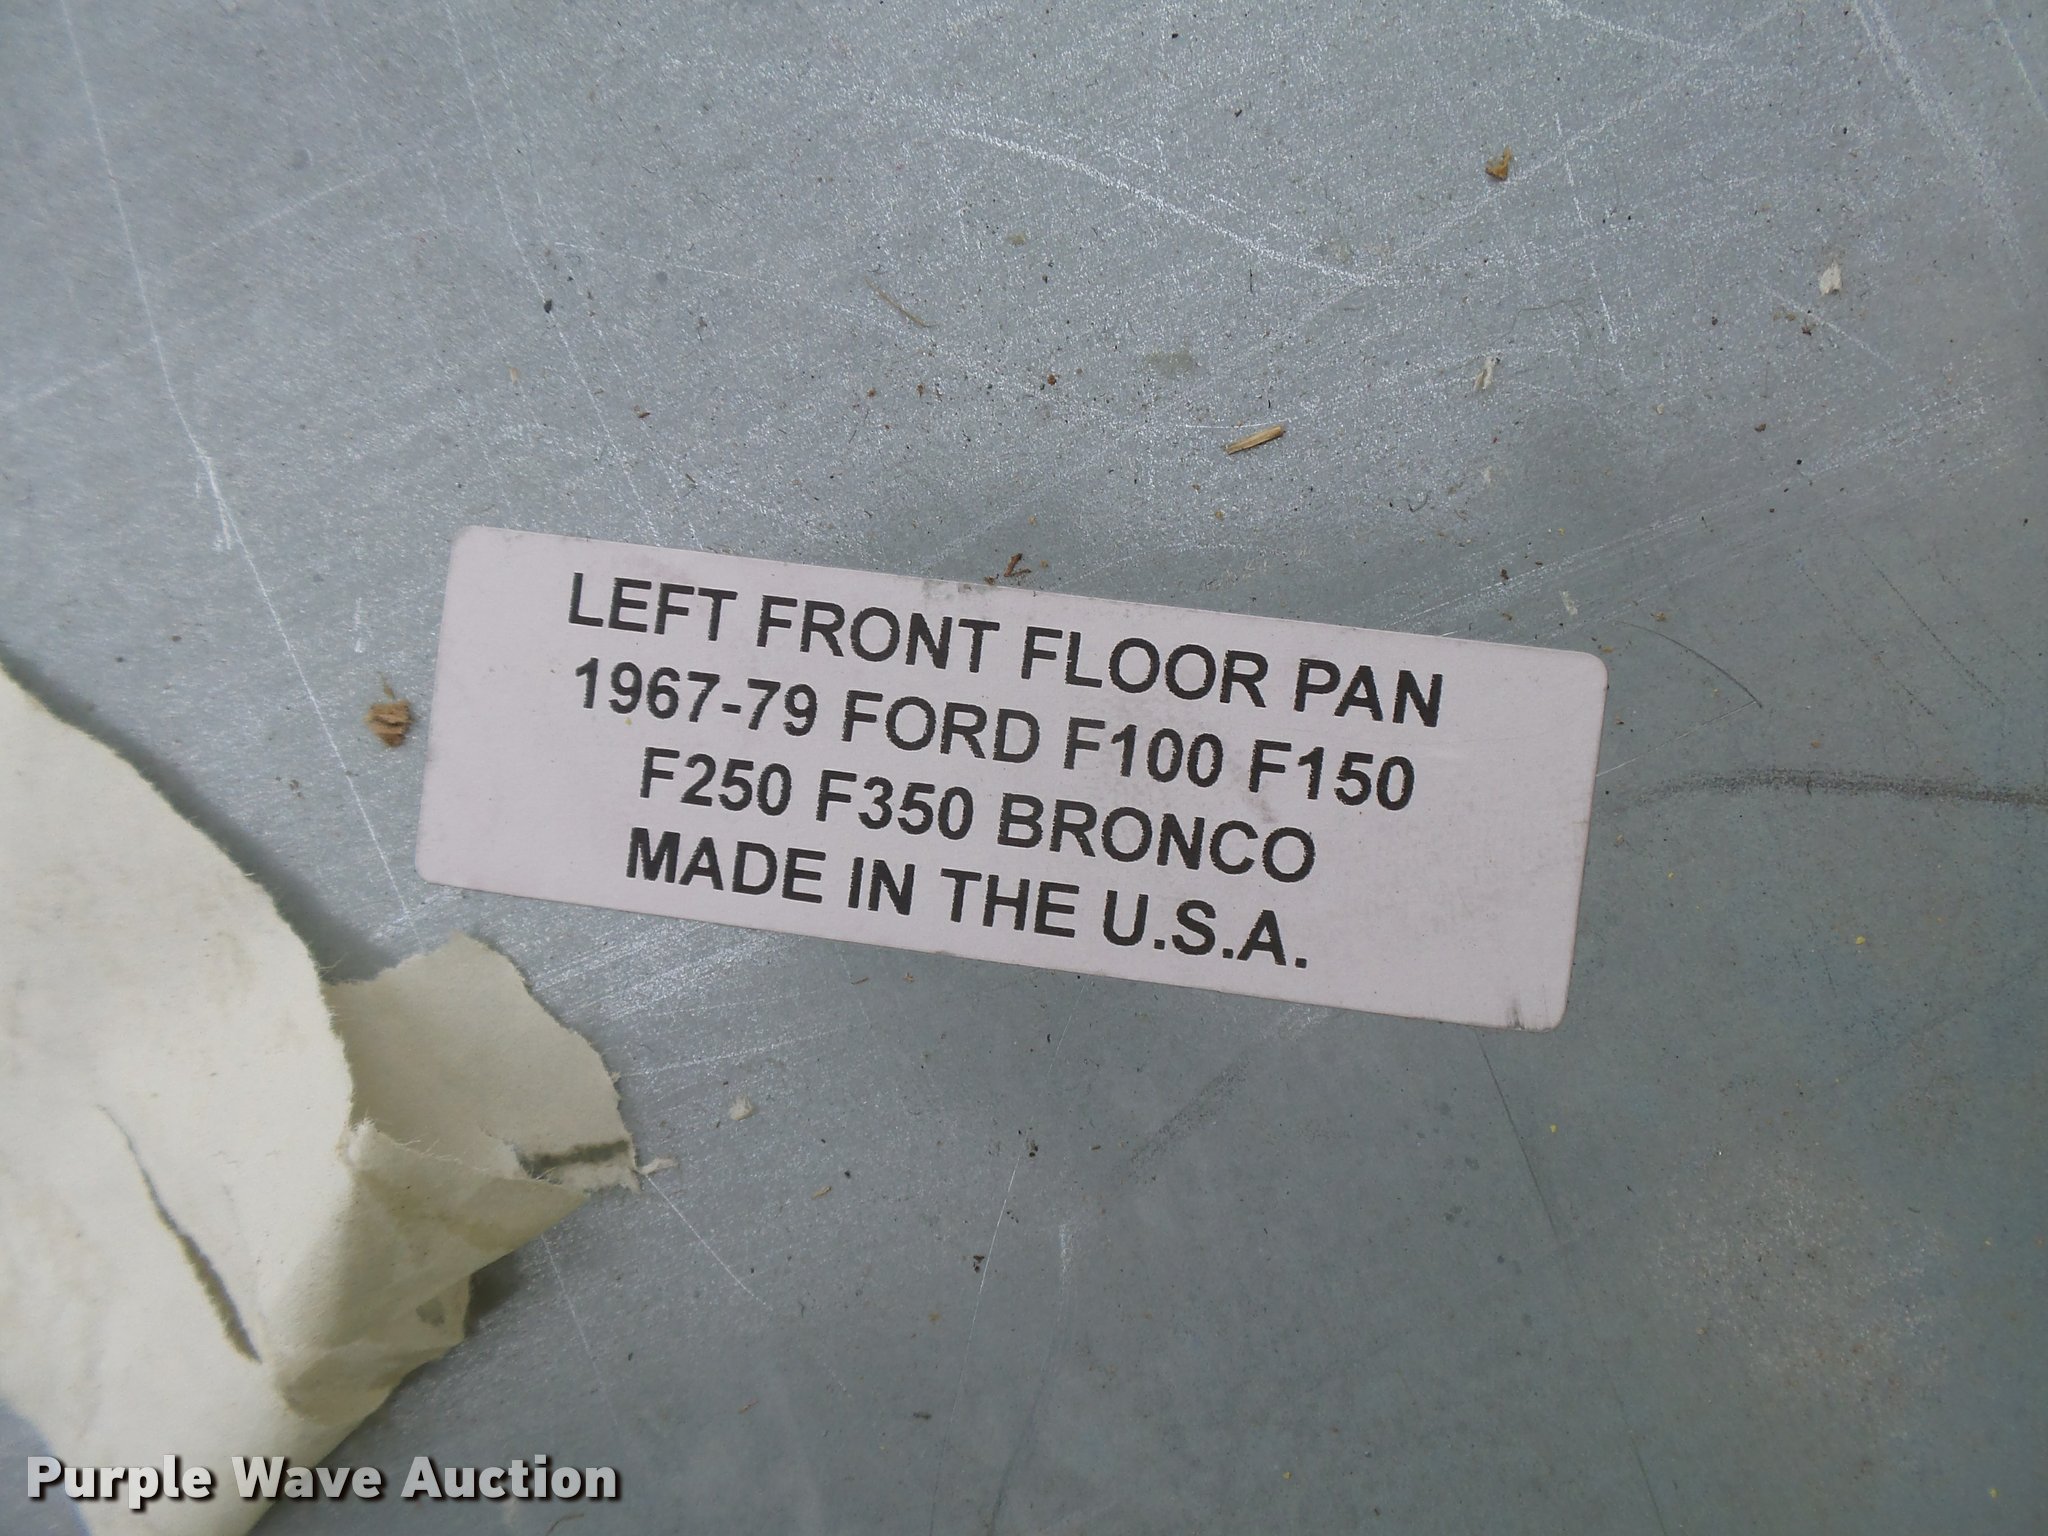 LEFT FRONT FLOOR PAN
1967-79 FORD F100 F150
F250 F350 BRONCO
MADE IN THE U.S.A.
Purple Wave Auction